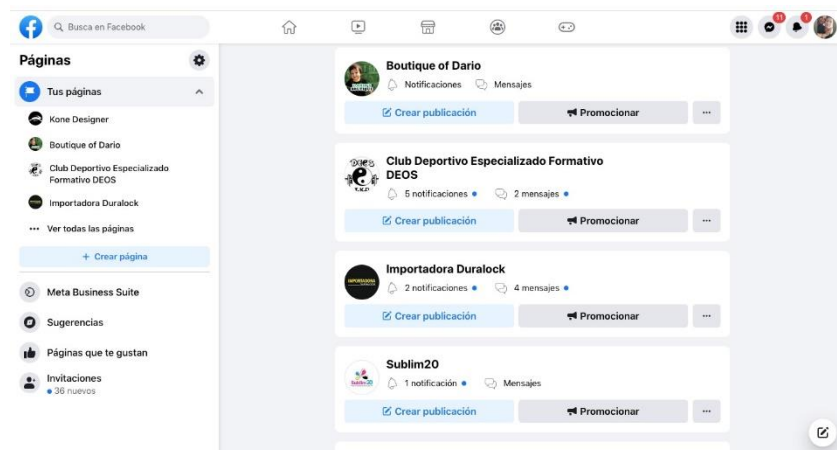 Busca en Facebook
11
1
Páginas
Tus páginas
Kone Designer
Boutique of Dario
Club Deportivo Especializado
Formativo DEOS
Importadora Duralock
Ver todas las páginas
+ Crear página
Meta Business Suite
Sugerencias
Páginas que te gustan
Invitaciones
36 nuevos
Boutique of Dario
Notificaciones Mensajes
Crear publicación Promocionar
Club Deportivo Especializado Formativo
DEOS
5 notificaciones 2 mensajes
Crear publicación Promocionar
Importadora Duralock
2 notificaciones 4 mensajes
Crear publicación Promocionar
Sublim20
1 notificación Mensajes
Crear publicación Promocionar